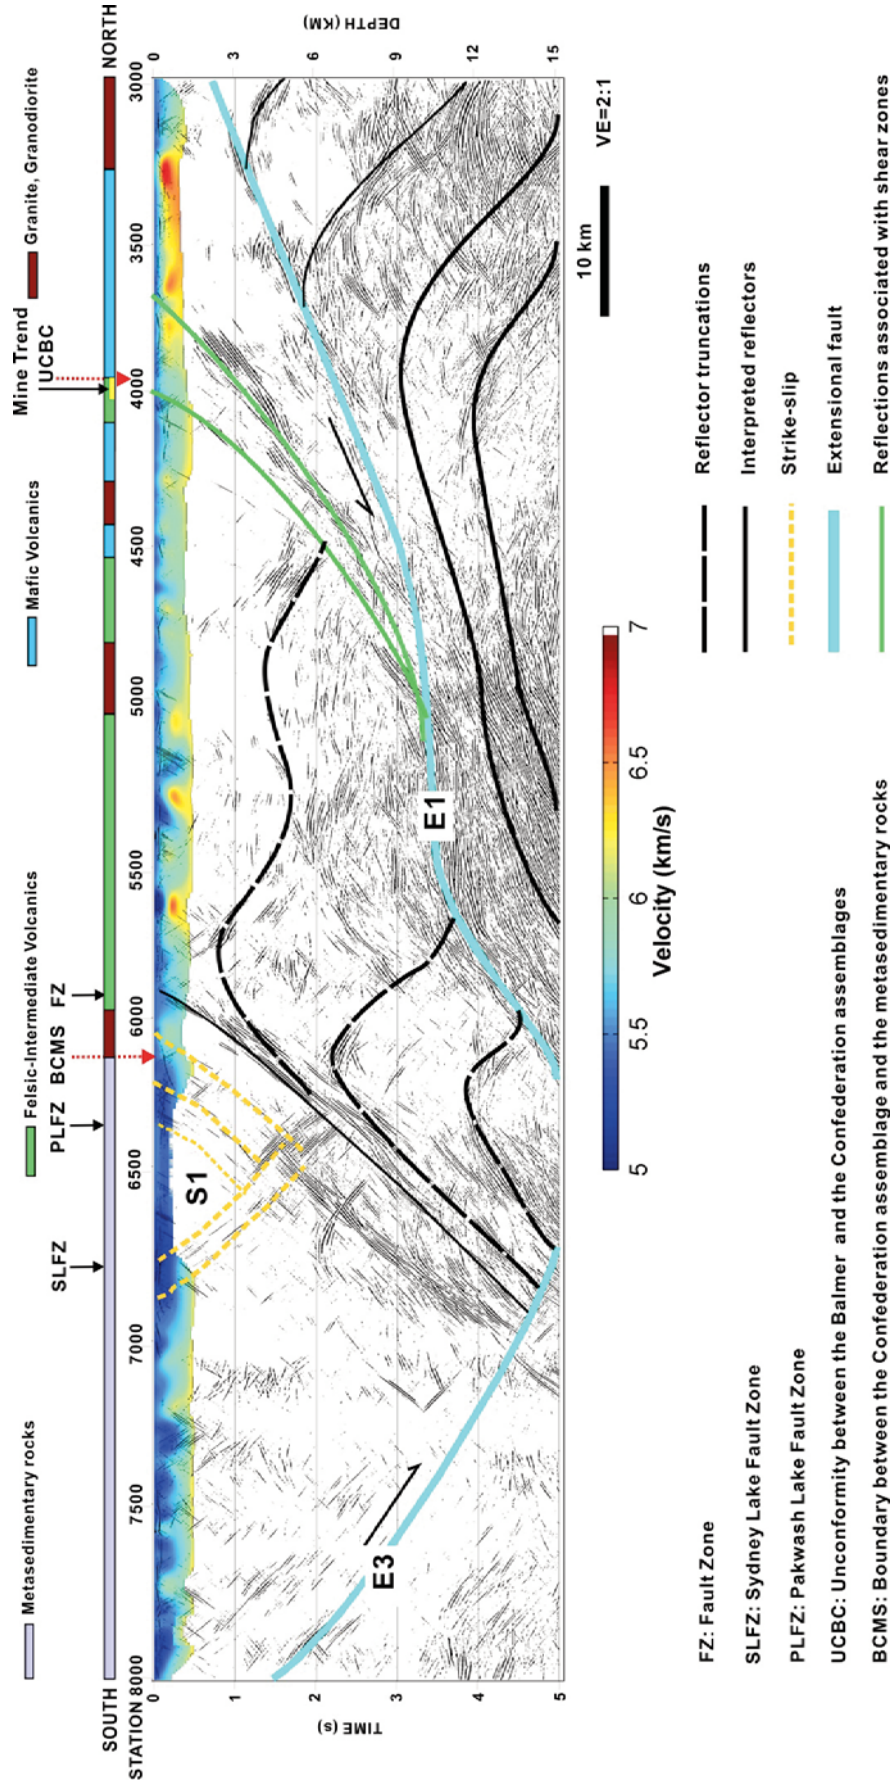 Metasedimentary rocks
Felsic-Intermediate Volcanics
Mafic Volcanics
Granite, Granodiorite
SLFZ
PLFZ
BCMS
FZ
Mine Trend
UCBC
SOUTH
NORTH
STATION 8000
7500
7000
6500
6000
5500
5000
4500
4000
3500
3000
TIME (s)
0
1
2
3
4
5
DEPTH (KM)
0
3
6
9
12
15
S1
E3
E1
10 km
VE=2:1
5
5.5
6
6.5
7
Velocity (km/s)
FZ: Fault Zone
SLFZ: Sydney Lake Fault Zone
PLFZ: Pakwash Lake Fault Zone
UCBC: Unconformity between the Balmer and the Confederation assemblages
BCMS: Boundary between the Confederation assemblage and the metasedimentary rocks
Reflector truncations
Interpreted reflectors
Strike-slip
Extensional fault
Reflections associated with shear zones